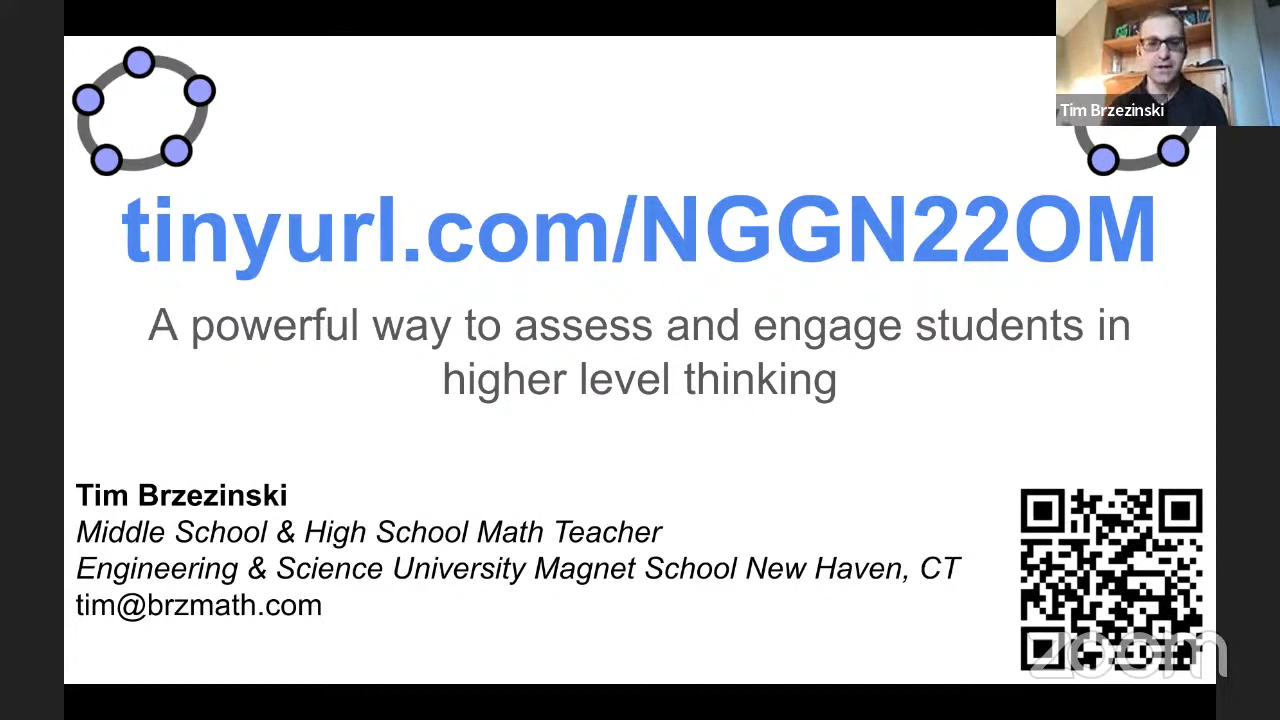 Tim Brzezinski
tinyurl.com/NGGN22OM
A powerful way to assess and engage students in
higher level thinking
Tim Brzezinski
Middle School & High School Math Teacher
Engineering & Science University Magnet School New Haven, CT
tim@brzmath.com
zoom